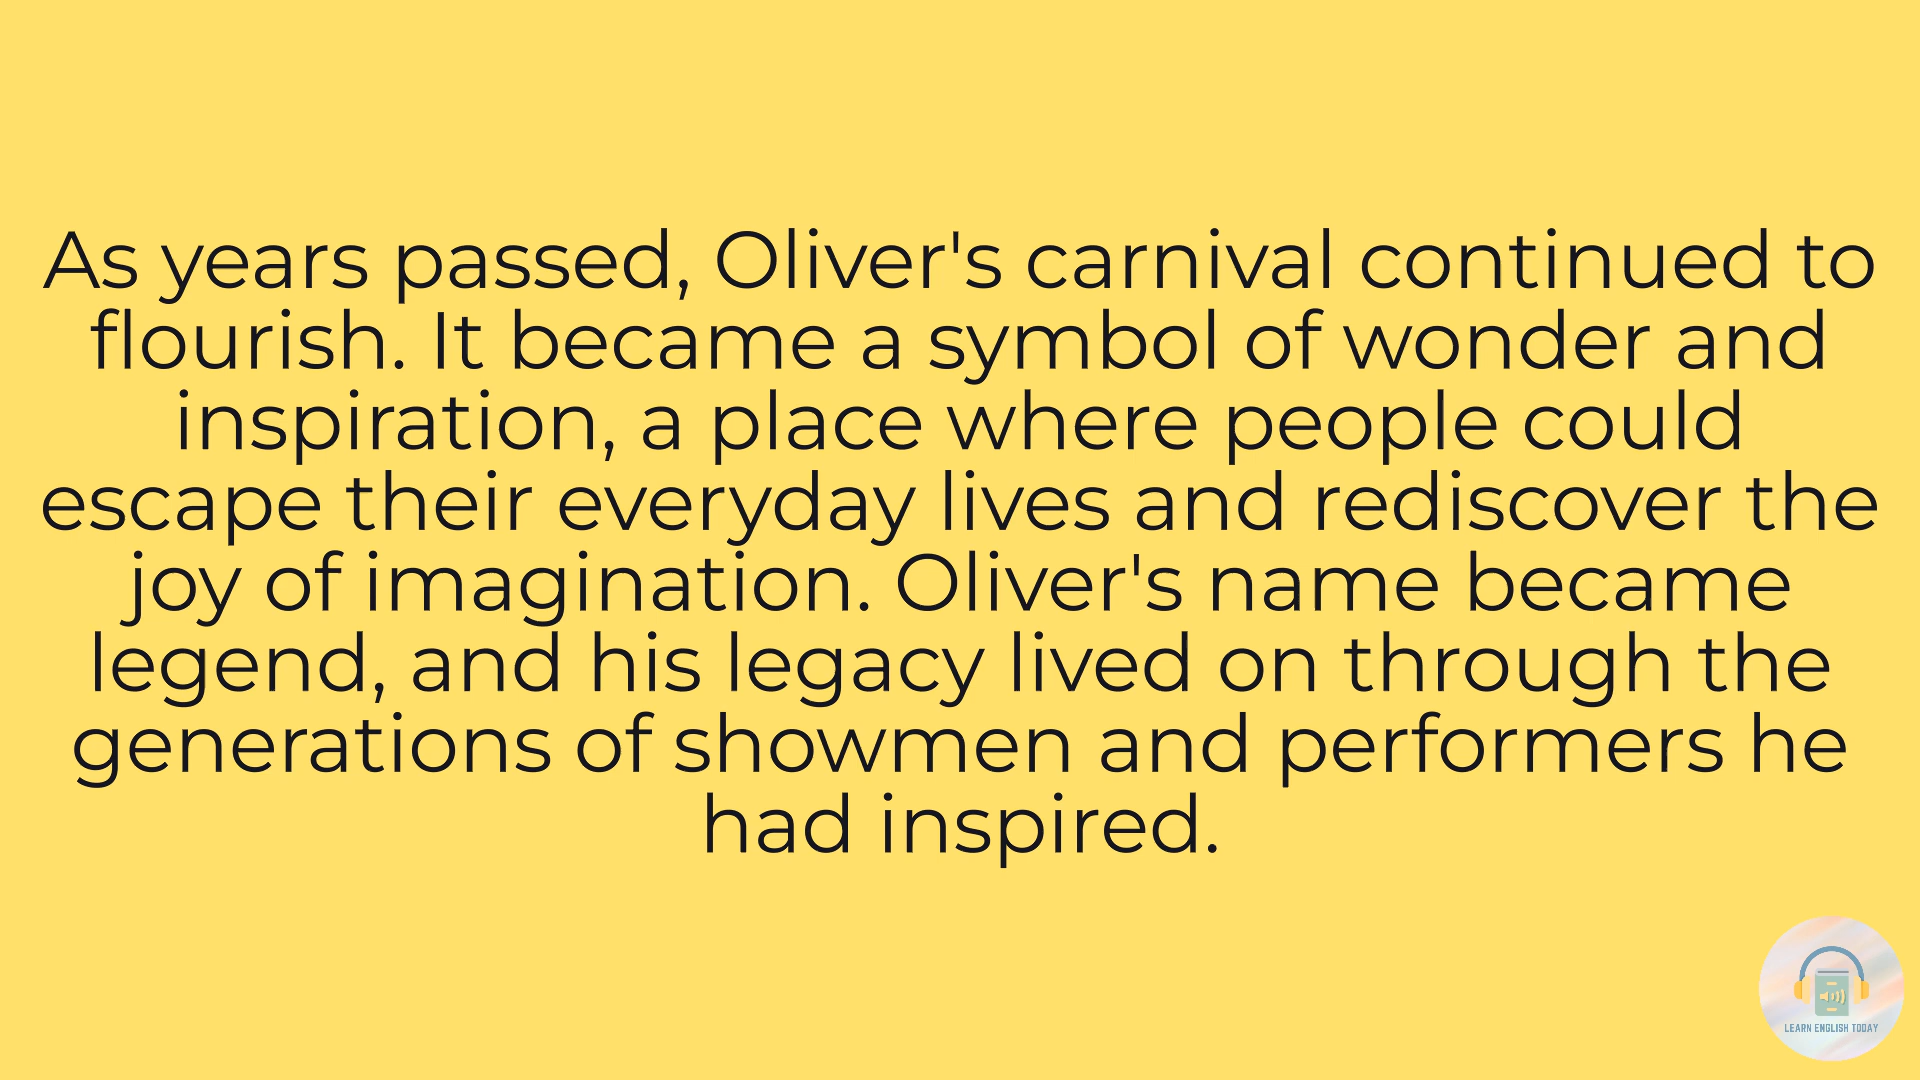 As years passed, Oliver's carnival continued to
flourish. It became a symbol of wonder and
inspiration, a place where people could
escape their everyday lives and rediscover the
joy of imagination. Oliver's name became
legend, and his legacy lived on through the
generations of showmen and performers he
had inspired.
LEARN ENGLISH TODAY